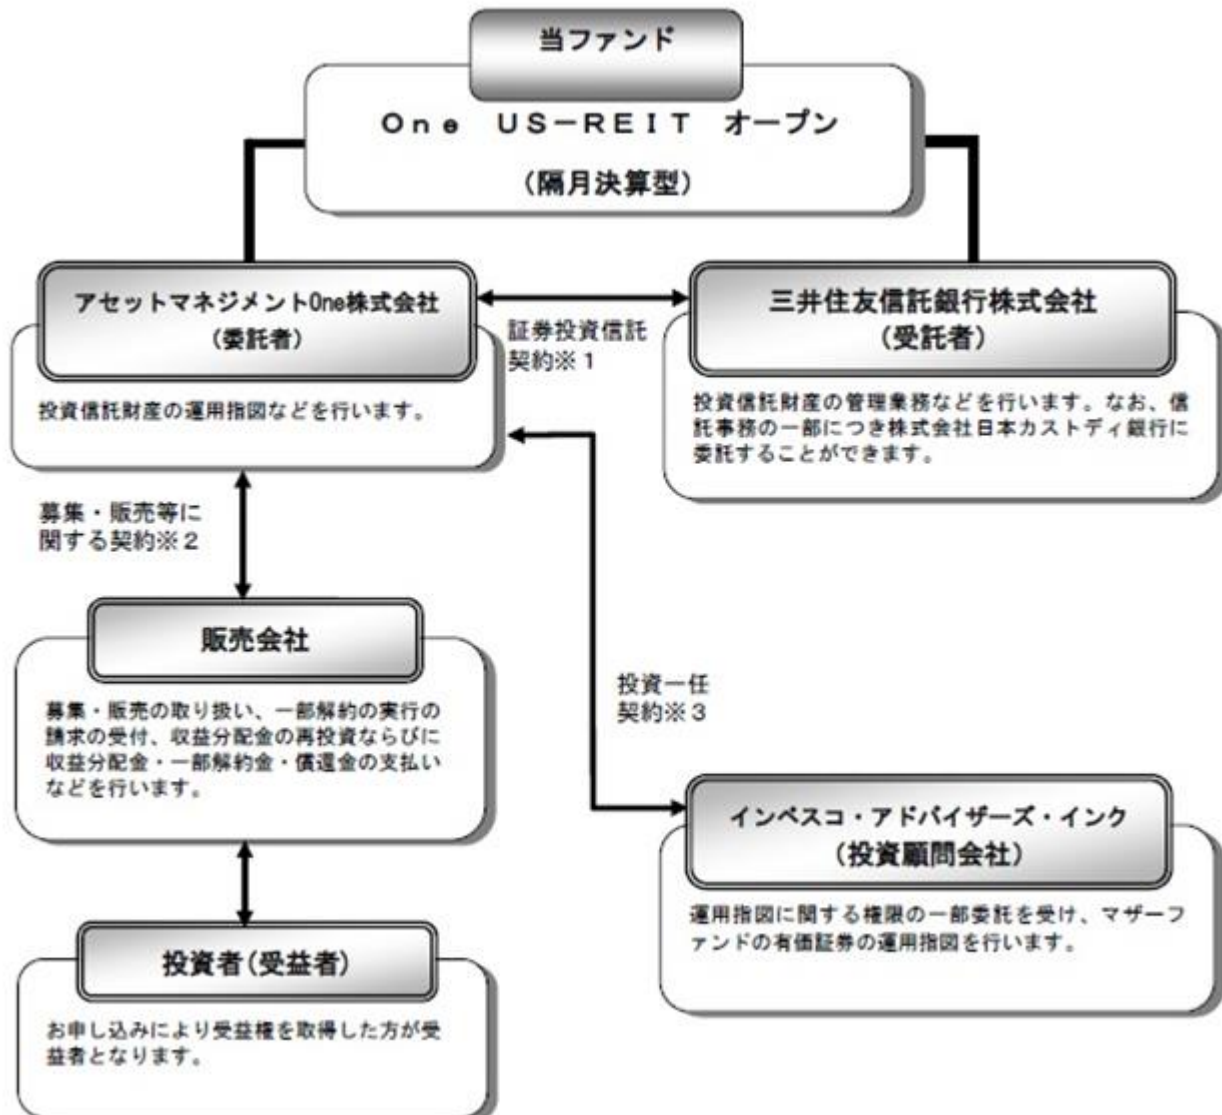 当ファンド
Ｏｎｅ　ＵＳ－ＲＥＩＴ　オープン
（隔月決算型）
アセットマネジメントOne株式会社
（委託者）
投資信託財産の運用指図などを行います。
証券投資信託
契約※１
三井住友信託銀行株式会社
（受託者）
投資信託財産の管理業務などを行います。なお、信
託事務の一部につき株式会社日本カストディ銀行に
委託することができます。
募集・販売等に
関する契約※２
販売会社
募集・販売の取り扱い、一部解約の実行の
請求の受付、収益分配金の再投資ならびに
収益分配金・一部解約金・償還金の支払い
などを行います。
投資一任
契約※３
インベスコ・アドバイザーズ・インク
（投資顧問会社）
運用指図に関する権限の一部委託を受け、マザーフ
ァンドの有価証券の運用指図を行います。
投資者(受益者)
お申し込みにより受益権を取得した方が受
益者となります。